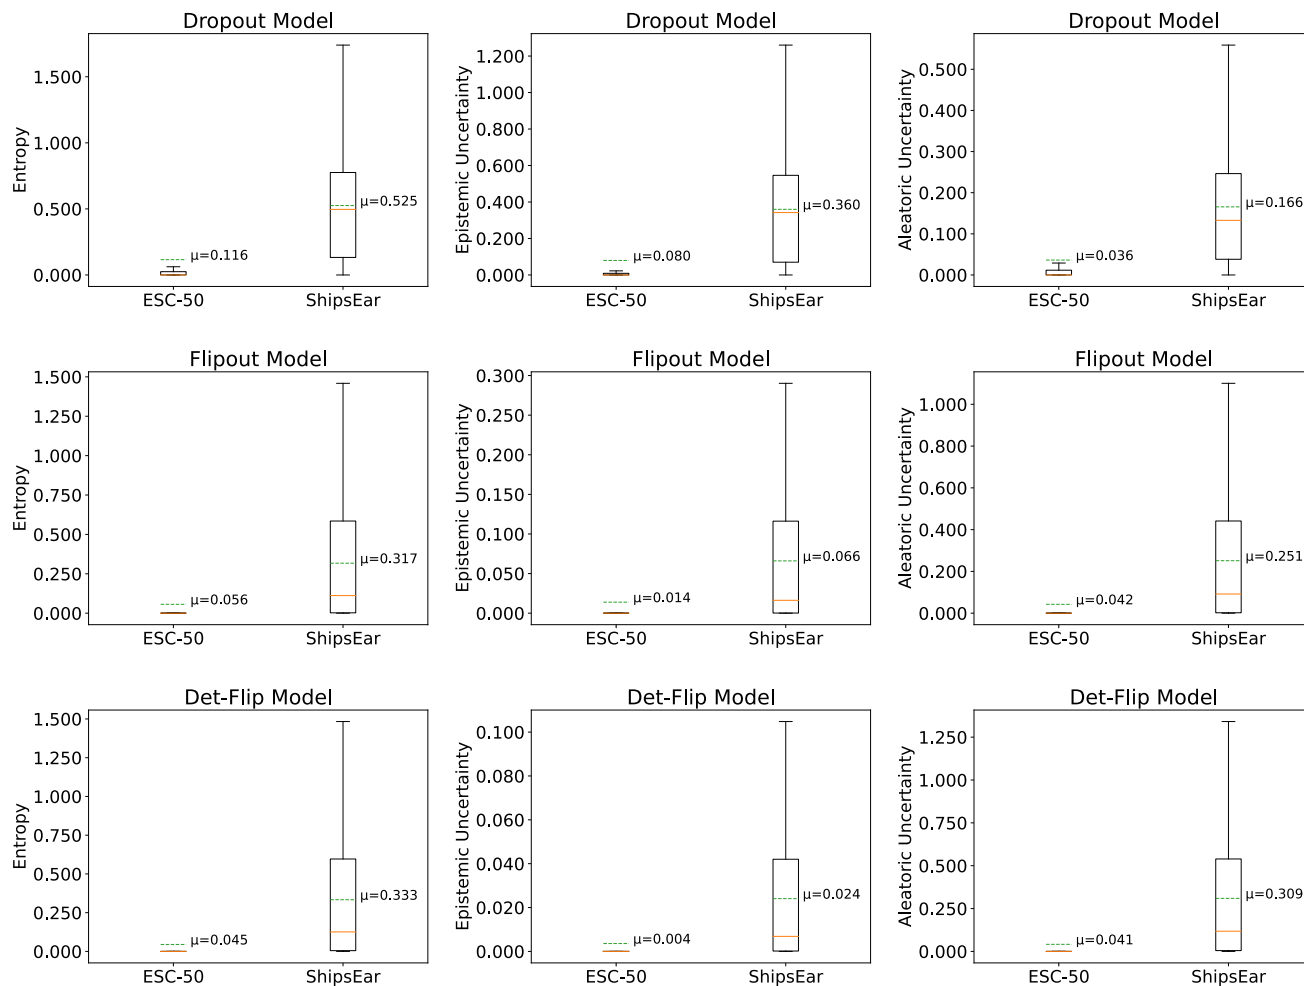 Dropout Model
Entropy
1.500
1.000
0.500
0.000
μ=0.116
μ=0.525
ESC-50
ShipsEar
Dropout Model
Epistemic Uncertainty
1.200
1.000
0.800
0.600
0.400
0.200
0.000
μ=0.080
μ=0.360
ESC-50
ShipsEar
Dropout Model
Aleatoric Uncertainty
0.500
0.400
0.300
0.200
0.100
0.000
μ=0.036
μ=0.166
ESC-50
ShipsEar
Flipout Model
Entropy
1.500
1.250
1.000
0.750
0.500
0.250
0.000
μ=0.056
μ=0.317
ESC-50
ShipsEar
Flipout Model
Epistemic Uncertainty
0.300
0.250
0.200
0.150
0.100
0.050
0.000
μ=0.014
μ=0.066
ESC-50
ShipsEar
Flipout Model
Aleatoric Uncertainty
1.000
0.800
0.600
0.400
0.200
0.000
μ=0.042
μ=0.251
ESC-50
ShipsEar
Det-Flip Model
Entropy
1.500
1.250
1.000
0.750
0.500
0.250
0.000
μ=0.045
μ=0.333
ESC-50
ShipsEar
Det-Flip Model
Epistemic Uncertainty
0.100
0.080
0.060
0.040
0.020
0.000
μ=0.004
μ=0.024
ESC-50
ShipsEar
Det-Flip Model
Aleatoric Uncertainty
1.250
1.000
0.750
0.500
0.250
0.000
μ=0.041
μ=0.309
ESC-50
ShipsEar